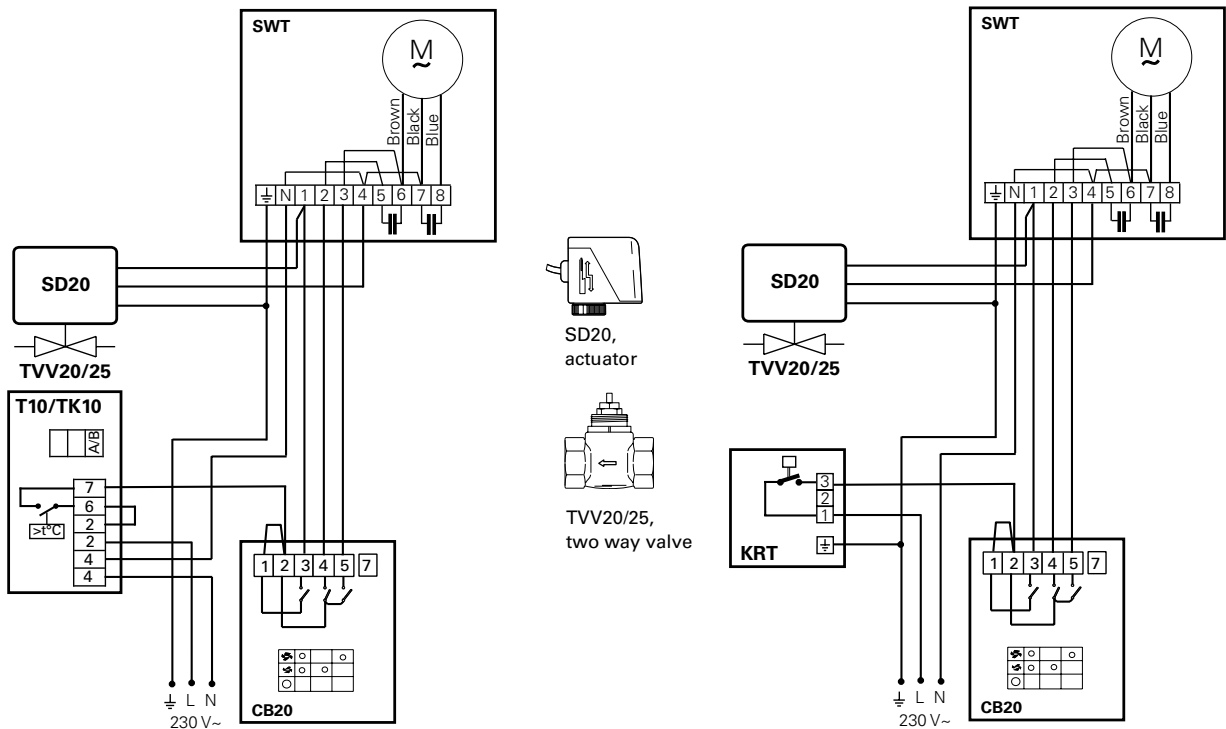 SWT
M
~
Brown
Black
Blue
N 1 2 3 4 5 6 7 8
SD20
TVV20/25
T10/TK10
A/B
7
6
2
2
4
4
>t°C
1 2 3 4 5 7
CB20
L N
230 V~
SD20,
actuator
TVV20/25,
two way valve
SWT
M
~
Brown
Black
Blue
N 1 2 3 4 5 6 7 8
SD20
TVV20/25
3
2
1
KRT
1 2 3 4 5 7
CB20
L N
230 V~